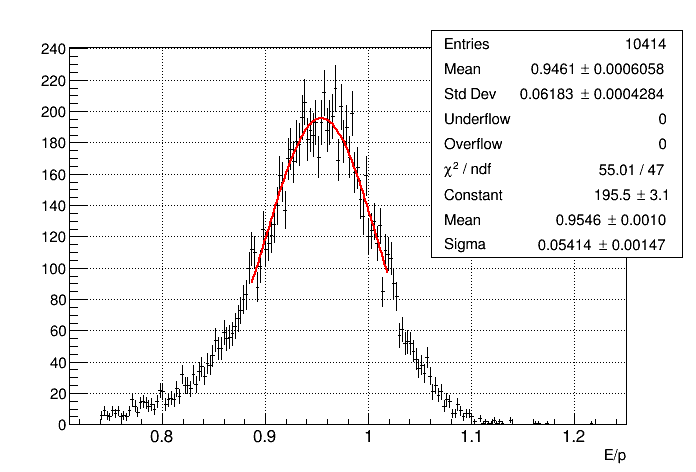 Entries 10414
Mean 0.9461 ± 0.0006058
Std Dev 0.06183 ± 0.0004284
Underflow 0
Overflow 0
χ² / ndf 55.01 / 47
Constant 195.5 ± 3.1
Mean 0.9546 ± 0.0010
Sigma 0.05414 ± 0.00147
240
220
200
180
160
140
120
100
80
60
40
20
0
0.8 0.9 1 1.1 1.2
E/p